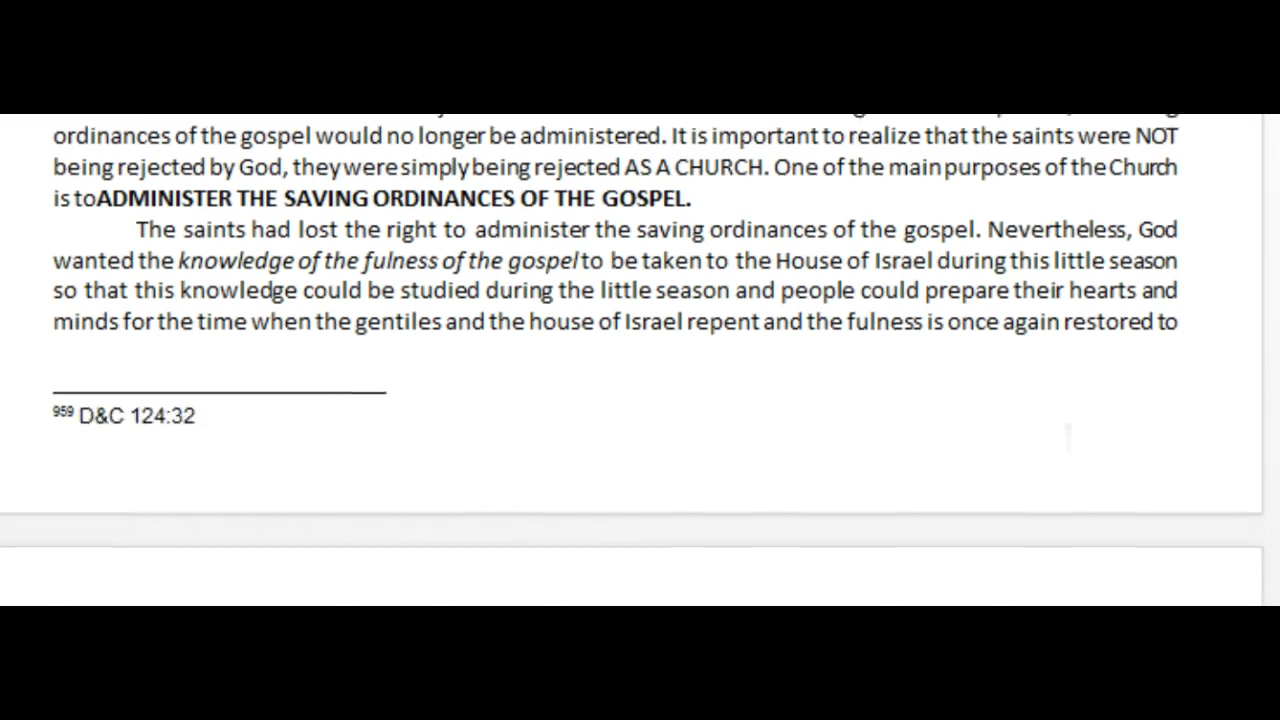 ordinances of the gospel would no longer be administered. It is important to realize that the saints were NOT
being rejected by God, they were simply being rejected AS A CHURCH. One of the main purposes of the Church
is toADMINISTER THE SAVING ORDINANCES OF THE GOSPEL.
The saints had lost the right to administer the saving ordinances of the gospel. Nevertheless, God
wanted the knowledge of the fulness of the gospel to be taken to the House of Israel during this little season
so that this knowledge could be studied during the little season and people could prepare their hearts and
minds for the time when the gentiles and the house of Israel repent and the fulness is once again restored to
959 D&C 124:32